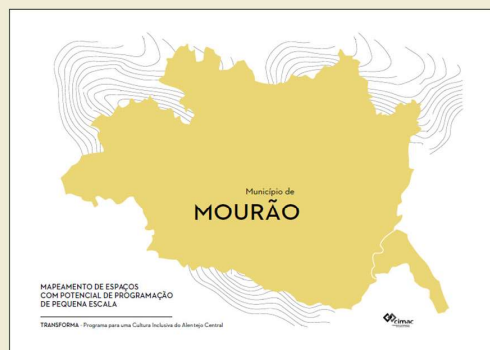 Município de
MOURÃO
MAPEAMENTO DE ESPAÇOS
COM POTENCIAL DE PROGRAMAÇÃO
DE PEQUENA ESCALA
TRANSFORMA - Programa para uma Cultura Inclusiva do Alentejo Central
cimac